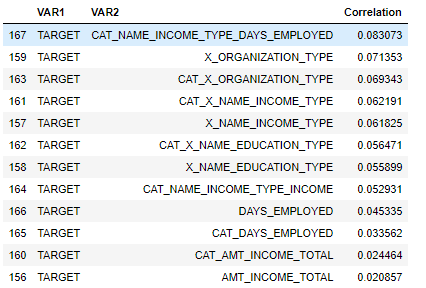 VAR1 VAR2 Correlation
167 TARGET CAT_NAME_INCOME_TYPE_DAYS_EMPLOYED 0.083073
159 TARGET X_ORGANIZATION_TYPE 0.071353
163 TARGET CAT_X_ORGANIZATION_TYPE 0.069343
161 TARGET CAT_X_NAME_INCOME_TYPE 0.062191
157 TARGET X_NAME_INCOME_TYPE 0.061825
162 TARGET CAT_X_NAME_EDUCATION_TYPE 0.056471
158 TARGET X_NAME_EDUCATION_TYPE 0.055899
164 TARGET CAT_NAME_INCOME_TYPE_INCOME 0.052931
166 TARGET DAYS_EMPLOYED 0.045335
165 TARGET CAT_DAYS_EMPLOYED 0.033562
160 TARGET CAT_AMT_INCOME_TOTAL 0.024464
156 TARGET AMT_INCOME_TOTAL 0.020857